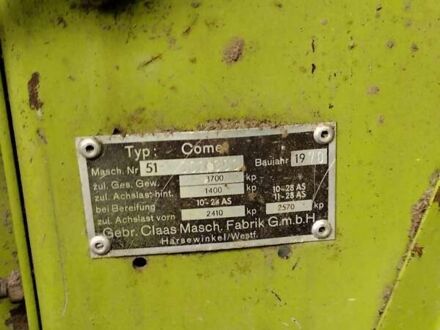 Typ: Comet
Masch. Nr 51 Baujahr 19
zul. Ges. Gew. 3700 kp
zul. Achslast hint. 1400 kp 10-28 AS
11-28 AS
bei Bereifung 10-28 AS
zul. Achslast vorn 2410 kp 2570 kp
Gebr. Claas Masch. Fabrik G.m.b.H
Harsewinkel/Westf.